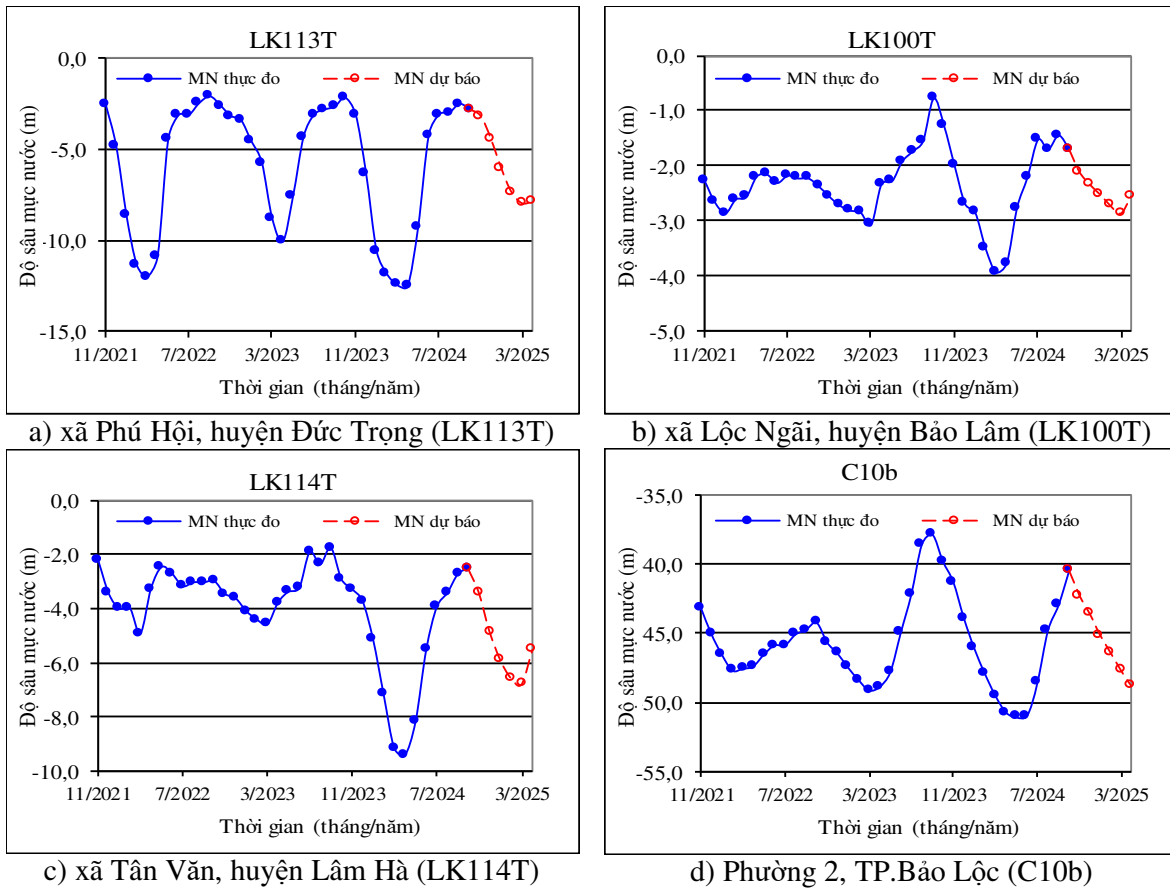 LK113T
0,0
MN thực đo
MN dự báo
-5,0
-10,0
-15,0
Độ sâu mực nước (m)
11/2021
7/2022
3/2023
11/2023
7/2024
3/2025
Thời gian (tháng/năm)
a) xã Phú Hội, huyện Đức Trọng (LK113T)
LK100T
0,0
MN thực đo
MN dự báo
-1,0
-2,0
-3,0
-4,0
-5,0
Độ sâu mực nước (m)
11/2021
7/2022
3/2023
11/2023
7/2024
3/2025
Thời gian (tháng/năm)
b) xã Lộc Ngãi, huyện Bảo Lâm (LK100T)
LK114T
0,0
MN thực đo
MN dự báo
-2,0
-4,0
-6,0
-8,0
-10,0
Độ sâu mực nước (m)
11/2021
7/2022
3/2023
11/2023
7/2024
3/2025
Thời gian (tháng/năm)
c) xã Tân Văn, huyện Lâm Hà (LK114T)
C10b
-35,0
MN thực đo
MN dự báo
-40,0
-45,0
-50,0
-55,0
Độ sâu mực nước (m)
11/2021
7/2022
3/2023
11/2023
7/2024
3/2025
Thời gian (tháng/năm)
d) Phường 2, TP.Bảo Lộc (C10b)